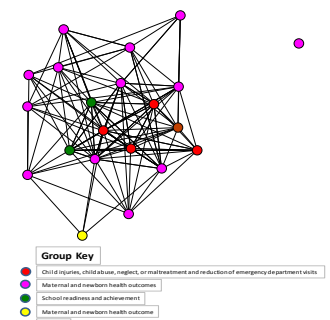 Group Key
Child injuries, child abuse, neglect, or maltreatment and reduction of emergency department visits
Maternal and newborn health outcomes
School readiness and achievement
Maternal and newborn health outcome